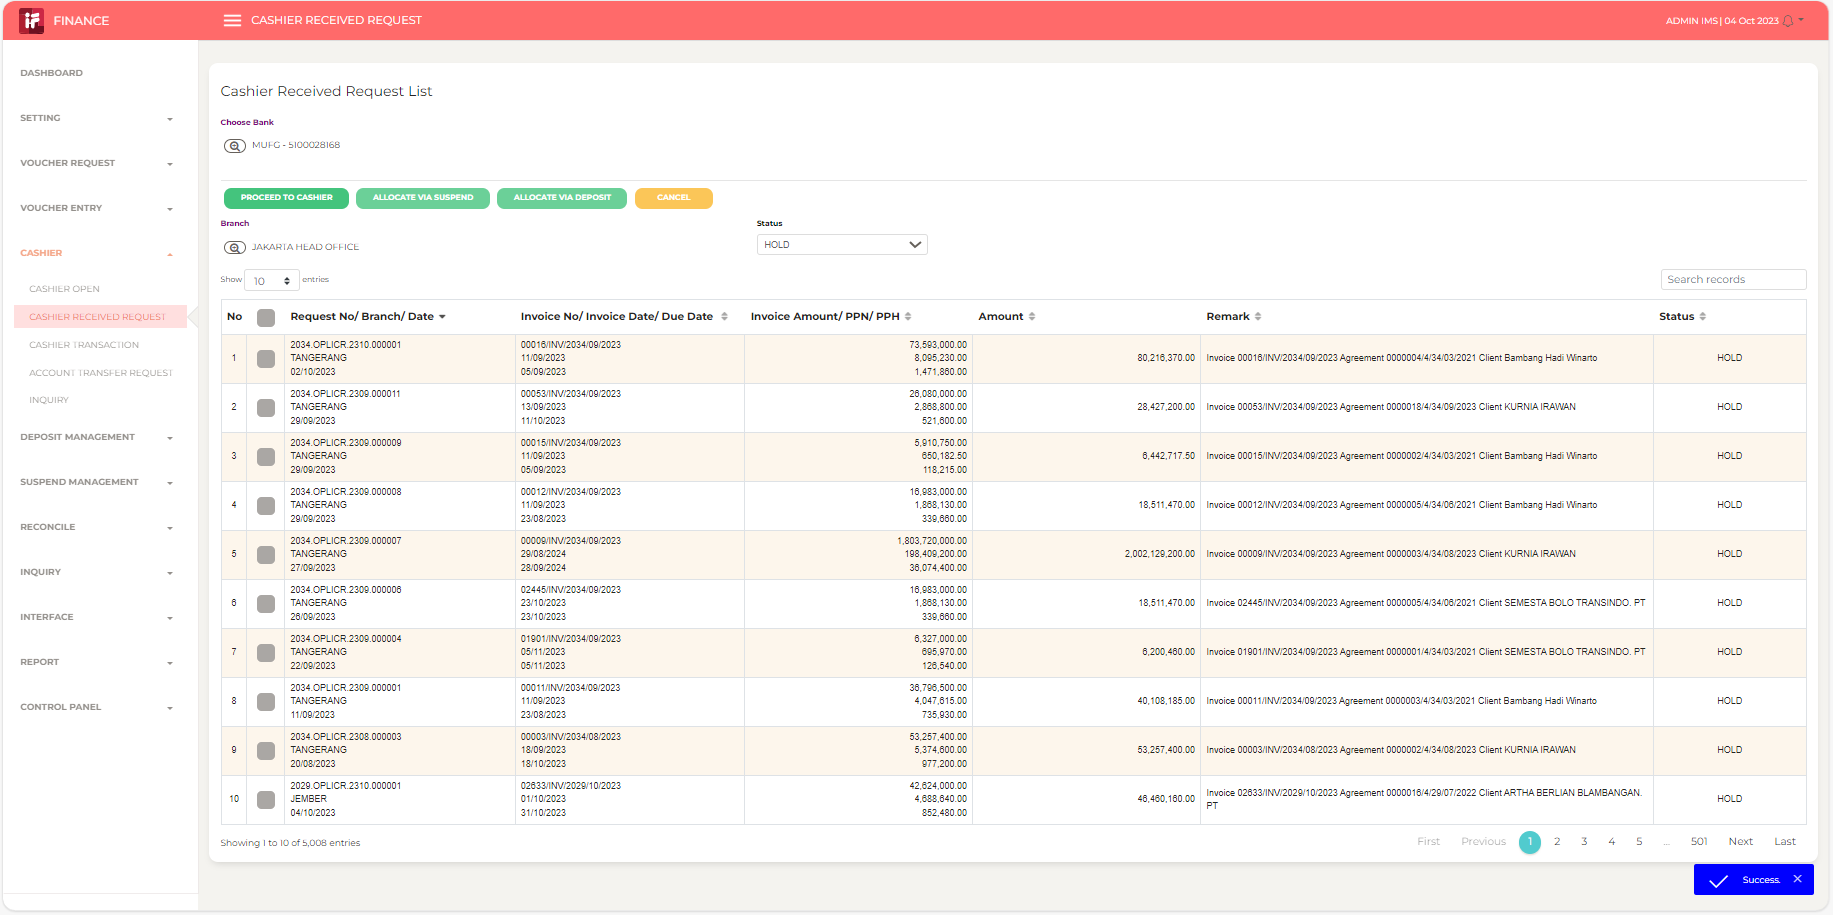 iF FINANCE
CASHIER RECEIVED REQUEST
ADMIN IMS | 04 Oct 2023
DASHBOARD
SETTING
VOUCHER REQUEST
VOUCHER ENTRY
CASHIER
CASHIER OPEN
CASHIER RECEIVED REQUEST
CASHIER TRANSACTION
ACCOUNT TRANSFER REQUEST
INQUIRY
DEPOSIT MANAGEMENT
SUSPEND MANAGEMENT
RECONCILE
INQUIRY
INTERFACE
REPORT
CONTROL PANEL
Cashier Received Request List
Choose Bank
MUFG - 5100028168
PROCEED TO CASHIER ALLOCATE VIA SUSPEND ALLOCATE VIA DEPOSIT CANCEL
Branch Status
JAKARTA HEAD OFFICE HOLD
Show 10 entries Search records
No Request No/ Branch/ Date Invoice No/ Invoice Date/ Due Date Invoice Amount/ PPN/ PPH Amount Remark Status
2034.OPLICR.2310.000001 00016/INV/2034/09/2023 73,593,000.00
1 TANGERANG 11/09/2023 8,095,230.00 80,216,370.00 Invoice 00016/INV/2034/09/2023 Agreement 0000004/4/34/03/2021 Client Bambang Hadi Winarto HOLD
02/10/2023 05/09/2023 1,471,860.00
2034.OPLICR.2309.000011 00053/INV/2034/09/2023 26,080,000.00
2 TANGERANG 13/09/2023 2,868,800.00 28,427,200.00 Invoice 00053/INV/2034/09/2023 Agreement 0000018/4/34/09/2023 Client KURNIA IRAWAN HOLD
29/09/2023 11/10/2023 521,600.00
2034.OPLICR.2309.000009 00015/INV/2034/09/2023 5,910,750.00
3 TANGERANG 11/09/2023 650,182.50 6,442,717.50 Invoice 00015/INV/2034/09/2023 Agreement 0000002/4/34/03/2021 Client Bambang Hadi Winarto HOLD
29/09/2023 05/09/2023 118,215.00
2034.OPLICR.2309.000008 00012/INV/2034/09/2023 16,983,000.00
4 TANGERANG 11/09/2023 1,868,130.00 18,511,470.00 Invoice 00012/INV/2034/09/2023 Agreement 0000005/4/34/06/2021 Client Bambang Hadi Winarto HOLD
29/09/2023 23/08/2023 339,660.00
2034.OPLICR.2309.000007 00009/INV/2034/09/2023 1,803,720,000.00
5 TANGERANG 29/08/2024 198,409,200.00 2,002,129,200.00 Invoice 00009/INV/2034/09/2023 Agreement 0000003/4/34/08/2023 Client KURNIA IRAWAN HOLD
27/09/2023 28/09/2024 36,074,400.00
2034.OPLICR.2309.000006 02445/INV/2034/09/2023 16,983,000.00
6 TANGERANG 23/10/2023 1,868,130.00 18,511,470.00 Invoice 02445/INV/2034/09/2023 Agreement 0000005/4/34/06/2021 Client SEMESTA BOLO TRANSINDO. PT HOLD
26/09/2023 23/10/2023 339,660.00
2034.OPLICR.2309.000004 01901/INV/2034/09/2023 6,327,000.00
7 TANGERANG 05/11/2023 695,970.00 6,200,460.00 Invoice 01901/INV/2034/09/2023 Agreement 0000001/4/34/03/2021 Client SEMESTA BOLO TRANSINDO. PT HOLD
22/09/2023 05/11/2023 126,540.00
2034.OPLICR.2309.000001 00011/INV/2034/09/2023 36,796,500.00
8 TANGERANG 11/09/2023 4,047,615.00 40,108,185.00 Invoice 00011/INV/2034/09/2023 Agreement 0000003/4/34/03/2021 Client Bambang Hadi Winarto HOLD
11/09/2023 23/08/2023 735,930.00
2034.OPLICR.2308.000003 00003/INV/2034/08/2023 53,257,400.00
9 TANGERANG 18/09/2023 5,374,600.00 53,257,400.00 Invoice 00003/INV/2034/08/2023 Agreement 0000002/4/34/08/2023 Client KURNIA IRAWAN HOLD
20/08/2023 18/10/2023 977,200.00
2029.OPLICR.2310.000001 02633/INV/2029/10/2023 42,624,000.00
10 JEMBER 01/10/2023 4,688,640.00 46,460,160.00 Invoice 02633/INV/2029/10/2023 Agreement 0000016/4/29/07/2022 Client ARTHA BERLIAN BLAMBANGAN. PT HOLD
04/10/2023 31/10/2023 852,480.00
Showing 1 to 10 of 5,008 entries First Previous 1 2 3 4 5 ... 501 Next Last
Success.